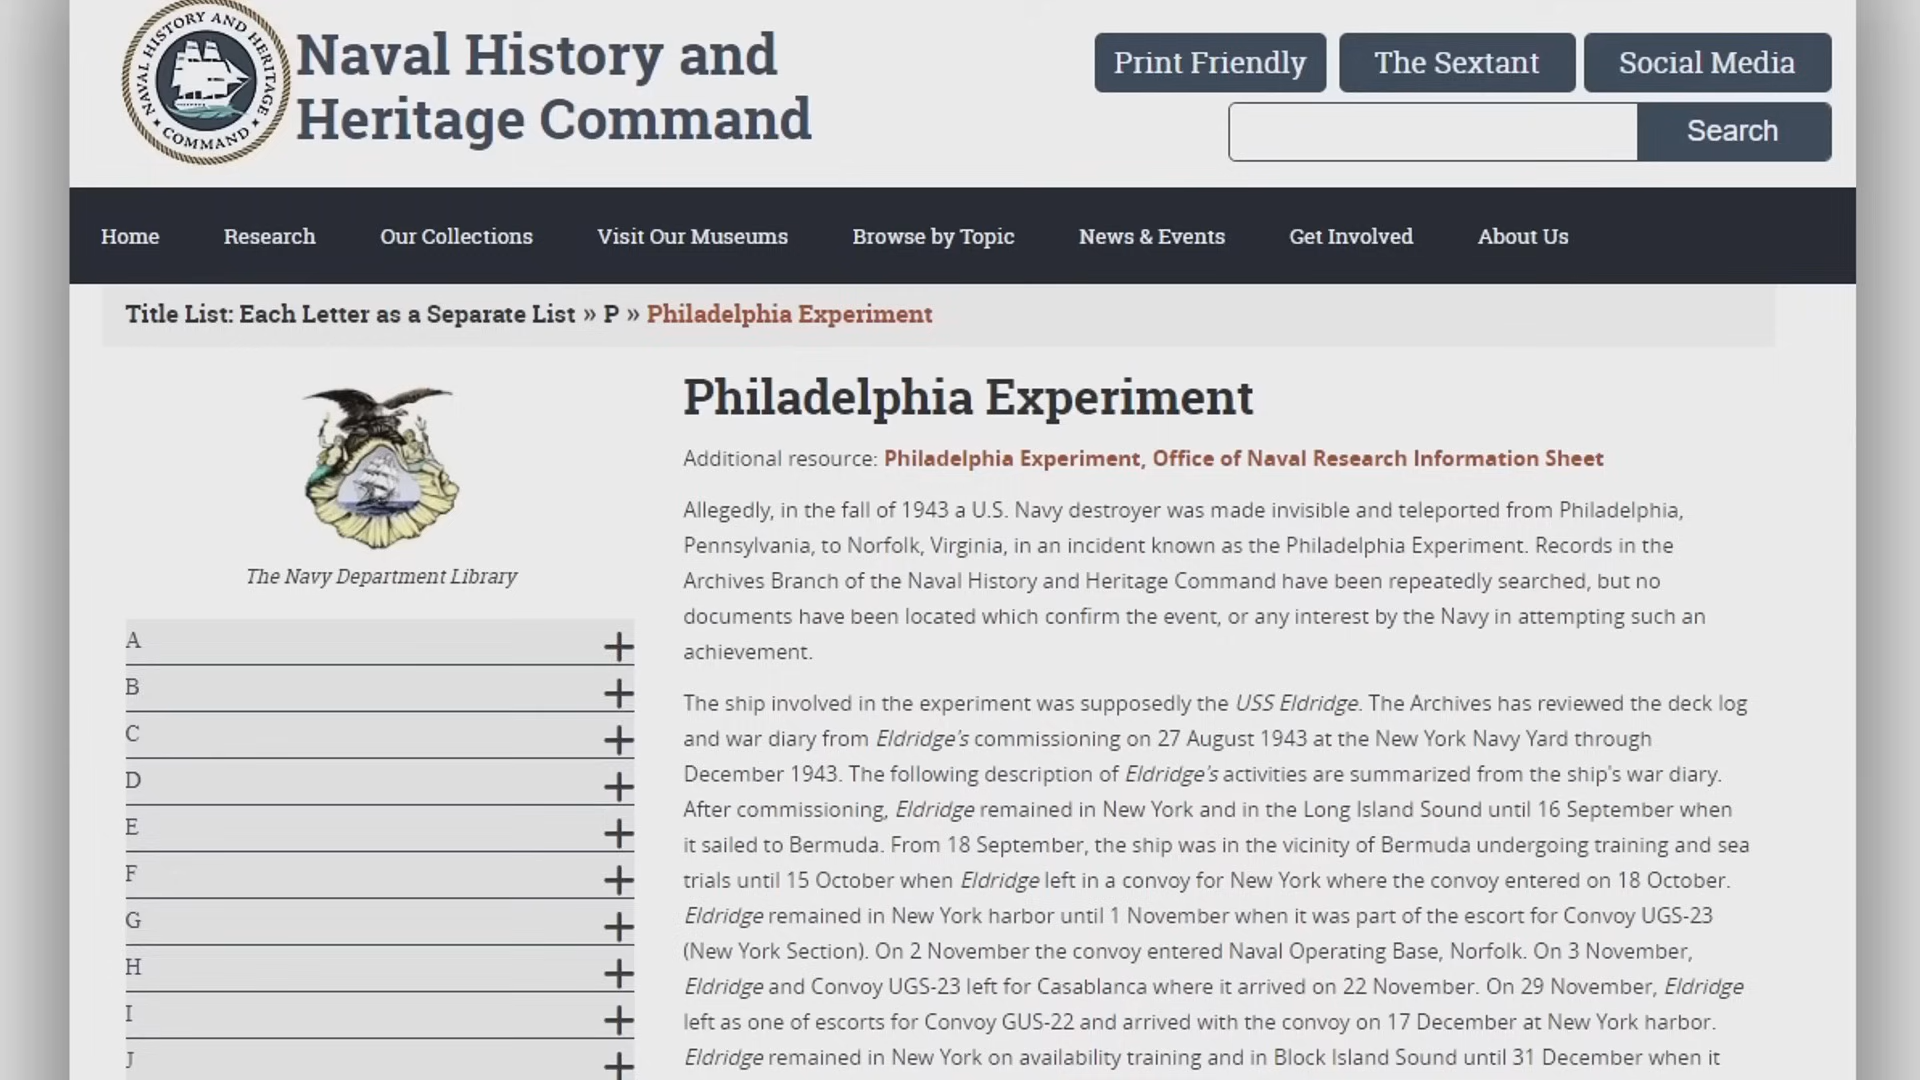 NAVAL HISTORY AND HERITAGE
COMMAND
Naval History and
Heritage Command
Print Friendly
The Sextant
Social Media
Search
Home
Research
Our Collections
Visit Our Museums
Browse by Topic
News & Events
Get Involved
About Us
Title List: Each Letter as a Separate List » P » Philadelphia Experiment
The Navy Department Library
A
B
C
D
E
F
G
H
I
J
Philadelphia Experiment
Additional resource: Philadelphia Experiment, Office of Naval Research Information Sheet
Allegedly, in the fall of 1943 a U.S. Navy destroyer was made invisible and teleported from Philadelphia,
Pennsylvania, to Norfolk, Virginia, in an incident known as the Philadelphia Experiment. Records in the
Archives Branch of the Naval History and Heritage Command have been repeatedly searched, but no
documents have been located which confirm the event, or any interest by the Navy in attempting such an
achievement.
The ship involved in the experiment was supposedly the USS Eldridge. The Archives has reviewed the deck log
and war diary from Eldridge's commissioning on 27 August 1943 at the New York Navy Yard through
December 1943. The following description of Eldridge's activities are summarized from the ship's war diary.
After commissioning, Eldridge remained in New York and in the Long Island Sound until 16 September when
it sailed to Bermuda. From 18 September, the ship was in the vicinity of Bermuda undergoing training and sea
trials until 15 October when Eldridge left in a convoy for New York where the convoy entered on 18 October.
Eldridge remained in New York harbor until 1 November when it was part of the escort for Convoy UGS-23
(New York Section). On 2 November the convoy entered Naval Operating Base, Norfolk. On 3 November,
Eldridge and Convoy UGS-23 left for Casablanca where it arrived on 22 November. On 29 November, Eldridge
left as one of escorts for Convoy GUS-22 and arrived with the convoy on 17 December at New York harbor.
Eldridge remained in New York on availability training and in Block Island Sound until 31 December when it